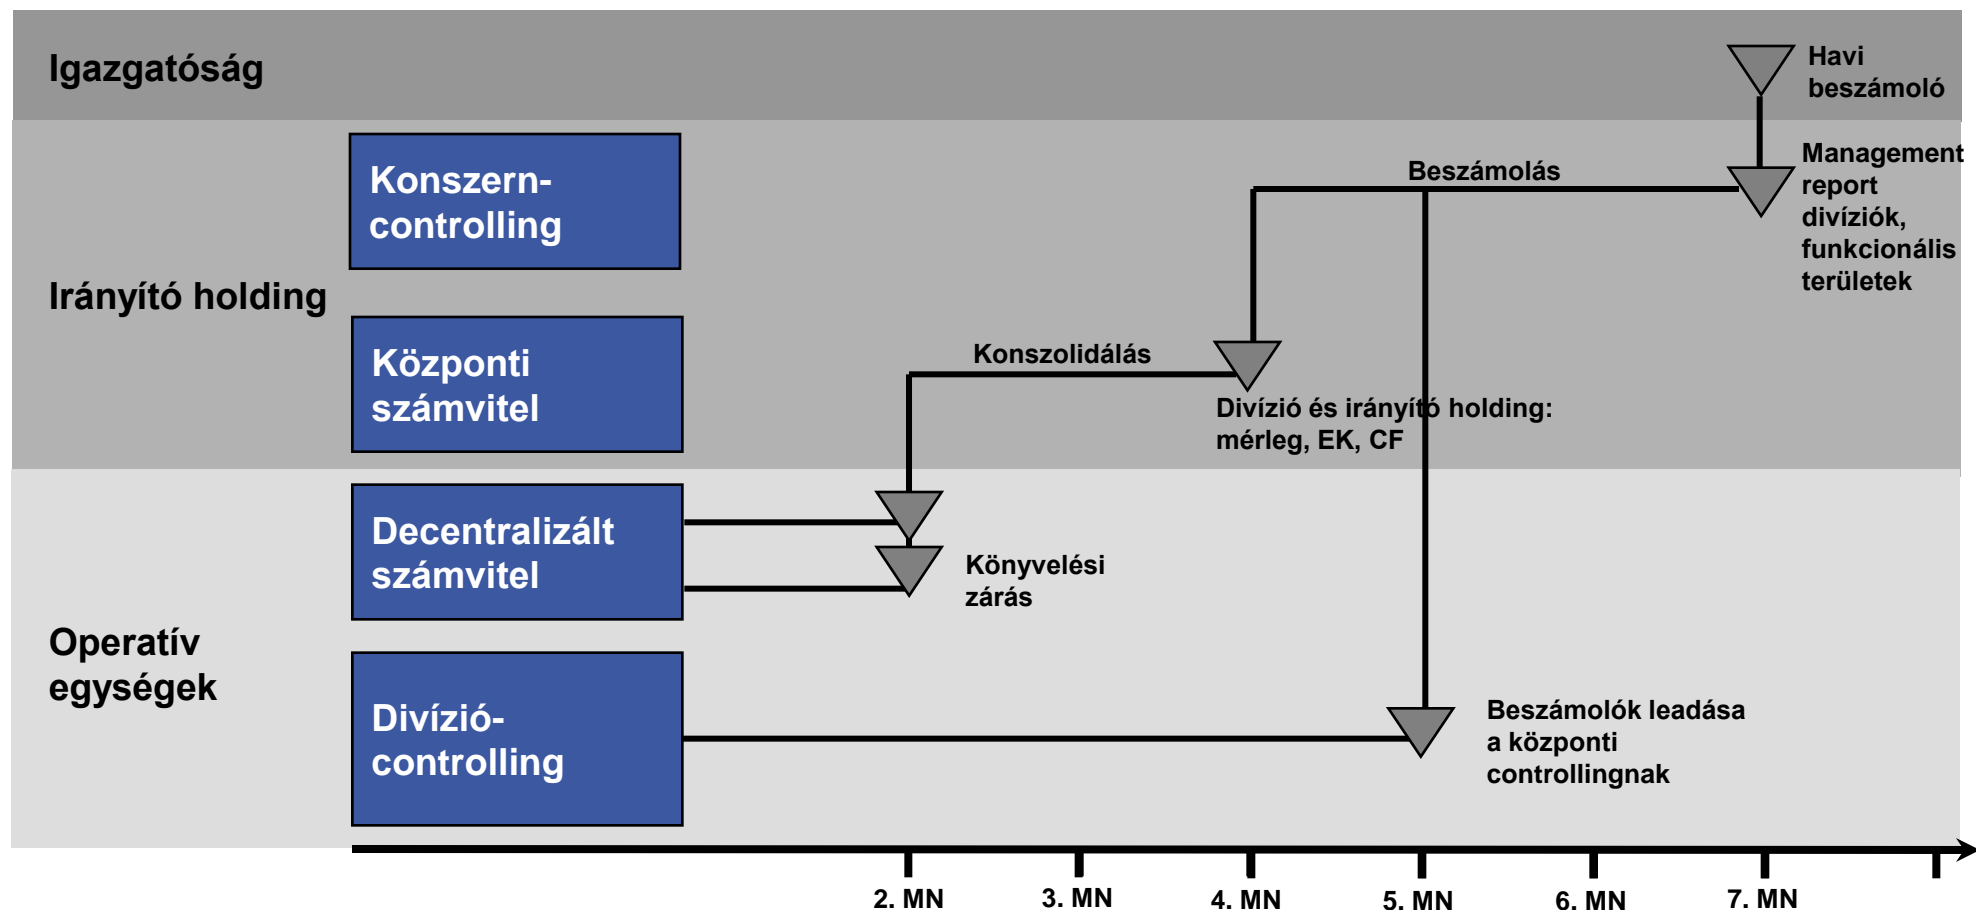 Igazgatóság
Havi
beszámoló
Irányító holding
Konszern-
controlling
Beszámolás
Management
report
divíziók,
funkcionális
területek
Központi
számvitel
Konszolidálás
Divízió és irányító holding:
mérleg, EK, CF
Operatív
egységek
Decentralizált
számvitel
Könyvelési
zárás
Divízió-
controlling
Beszámolók leadása
a központi
controllingnak
2. MN
3. MN
4. MN
5. MN
6. MN
7. MN